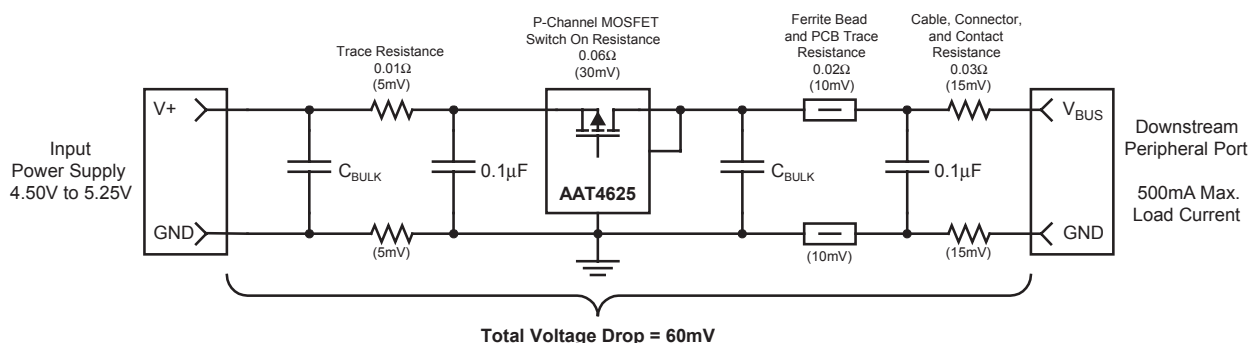 P-Channel MOSFET
Switch On Resistance
0.06Ω
(30mV)
Trace Resistance
0.01Ω
(5mV)
Ferrite Bead
and PCB Trace
Resistance
0.02Ω
(10mV)
Cable, Connector,
and Contact
Resistance
0.03Ω
(15mV)
Input
Power Supply
4.50V to 5.25V
V+
GND
CBULK
0.1μF
AAT4625
CBULK
0.1μF
VBUS
GND
Downstream
Peripheral Port
500mA Max.
Load Current
(5mV)
(10mV)
(15mV)
Total Voltage Drop = 60mV